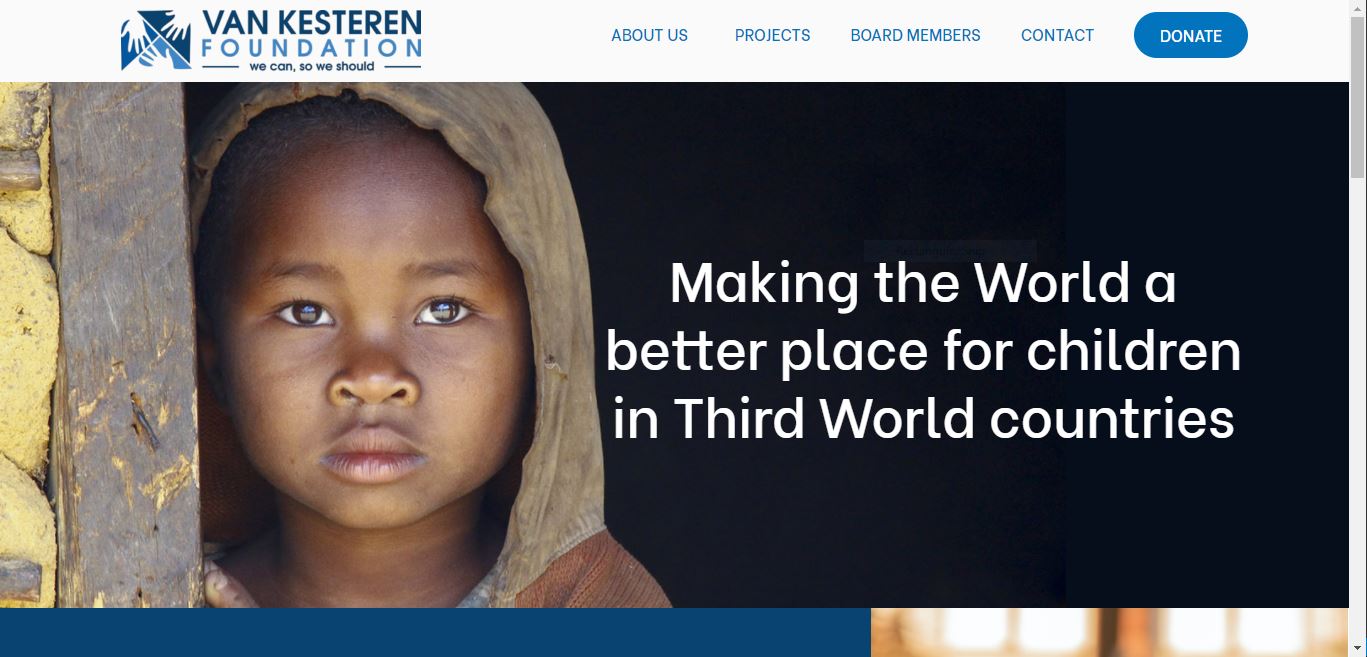 VAN KESTEREN
FOUNDATION
we can, so we should
ABOUT US
PROJECTS
BOARD MEMBERS
CONTACT
DONATE
Making the World a
better place for children
in Third World countries